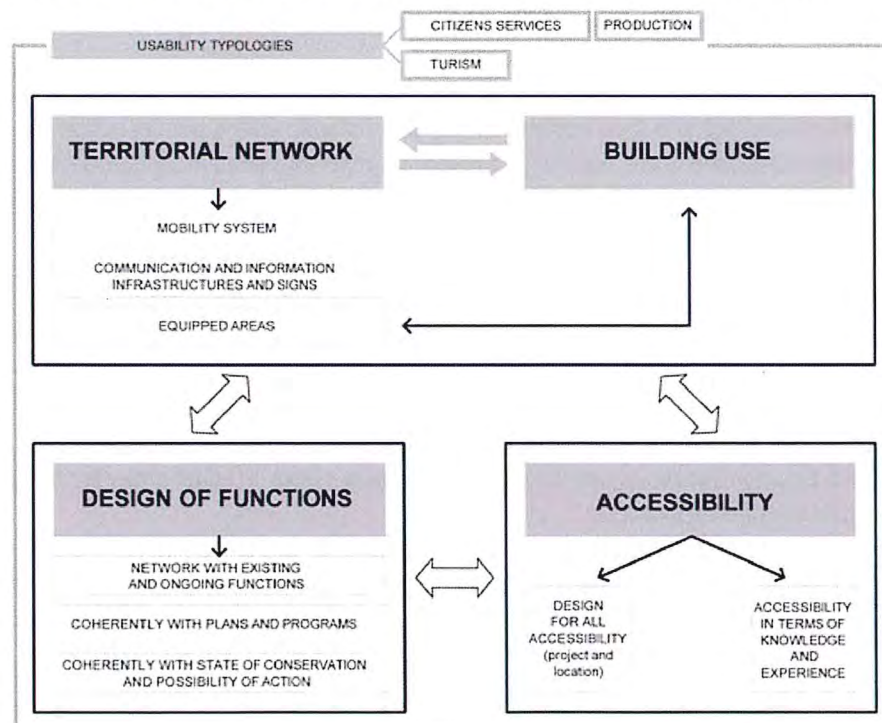 CITIZENS SERVICES
PRODUCTION
USABILITY TYPOLOGIES
TURISM
TERRITORIAL NETWORK
BUILDING USE
MOBILITY SYSTEM
COMMUNICATION AND INFORMATION
INFRASTRUCTURES AND SIGNS
EQUIPPED AREAS
DESIGN OF FUNCTIONS
NETWORK WITH EXISTING
AND ONGOING FUNCTIONS
COHERENTLY WITH PLANS AND PROGRAMS
COHERENTLY WITH STATE OF CONSERVATION
AND POSSIBILITY OF ACTION
ACCESSIBILITY
DESIGN
FOR ALL
ACCESSIBILITY
(project and
location)
ACCESSIBILITY
IN TERMS OF
KNOWLEDGE
AND
EXPERIENCE